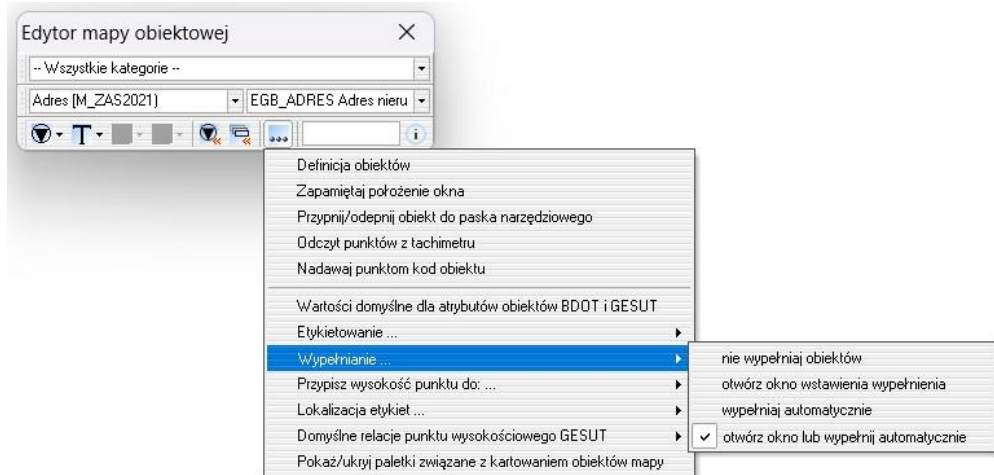 Edytor mapy obiektowej
-- Wszystkie kategorie --
Adres [M_ZAS2021) EGB_ADRES Adres nieru
T
Definicja obiektów
Zapamiętaj położenie okna
Przypnij/odepnij obiekt do paska narzędziowego
Odczyt punktów z tachimetru
Nadawaj punktom kod obiektu
Wartości domyślne dla atrybutów obiektów BDOT i GESUT
Etykietowanie ...
Wypełnianie ...
nie wypełniaj obiektów
Przypisz wysokość punktu do: ...
otwórz okno wstawienia wypełnienia
Lokalizacja etykiet ...
wypełniaj automatycznie
Domyślne relacje punktu wysokościowego GESUT
otwórz okno lub wypełnij automatycznie
Pokaż/ukryj paletki związane z kartowaniem obiektów mapy